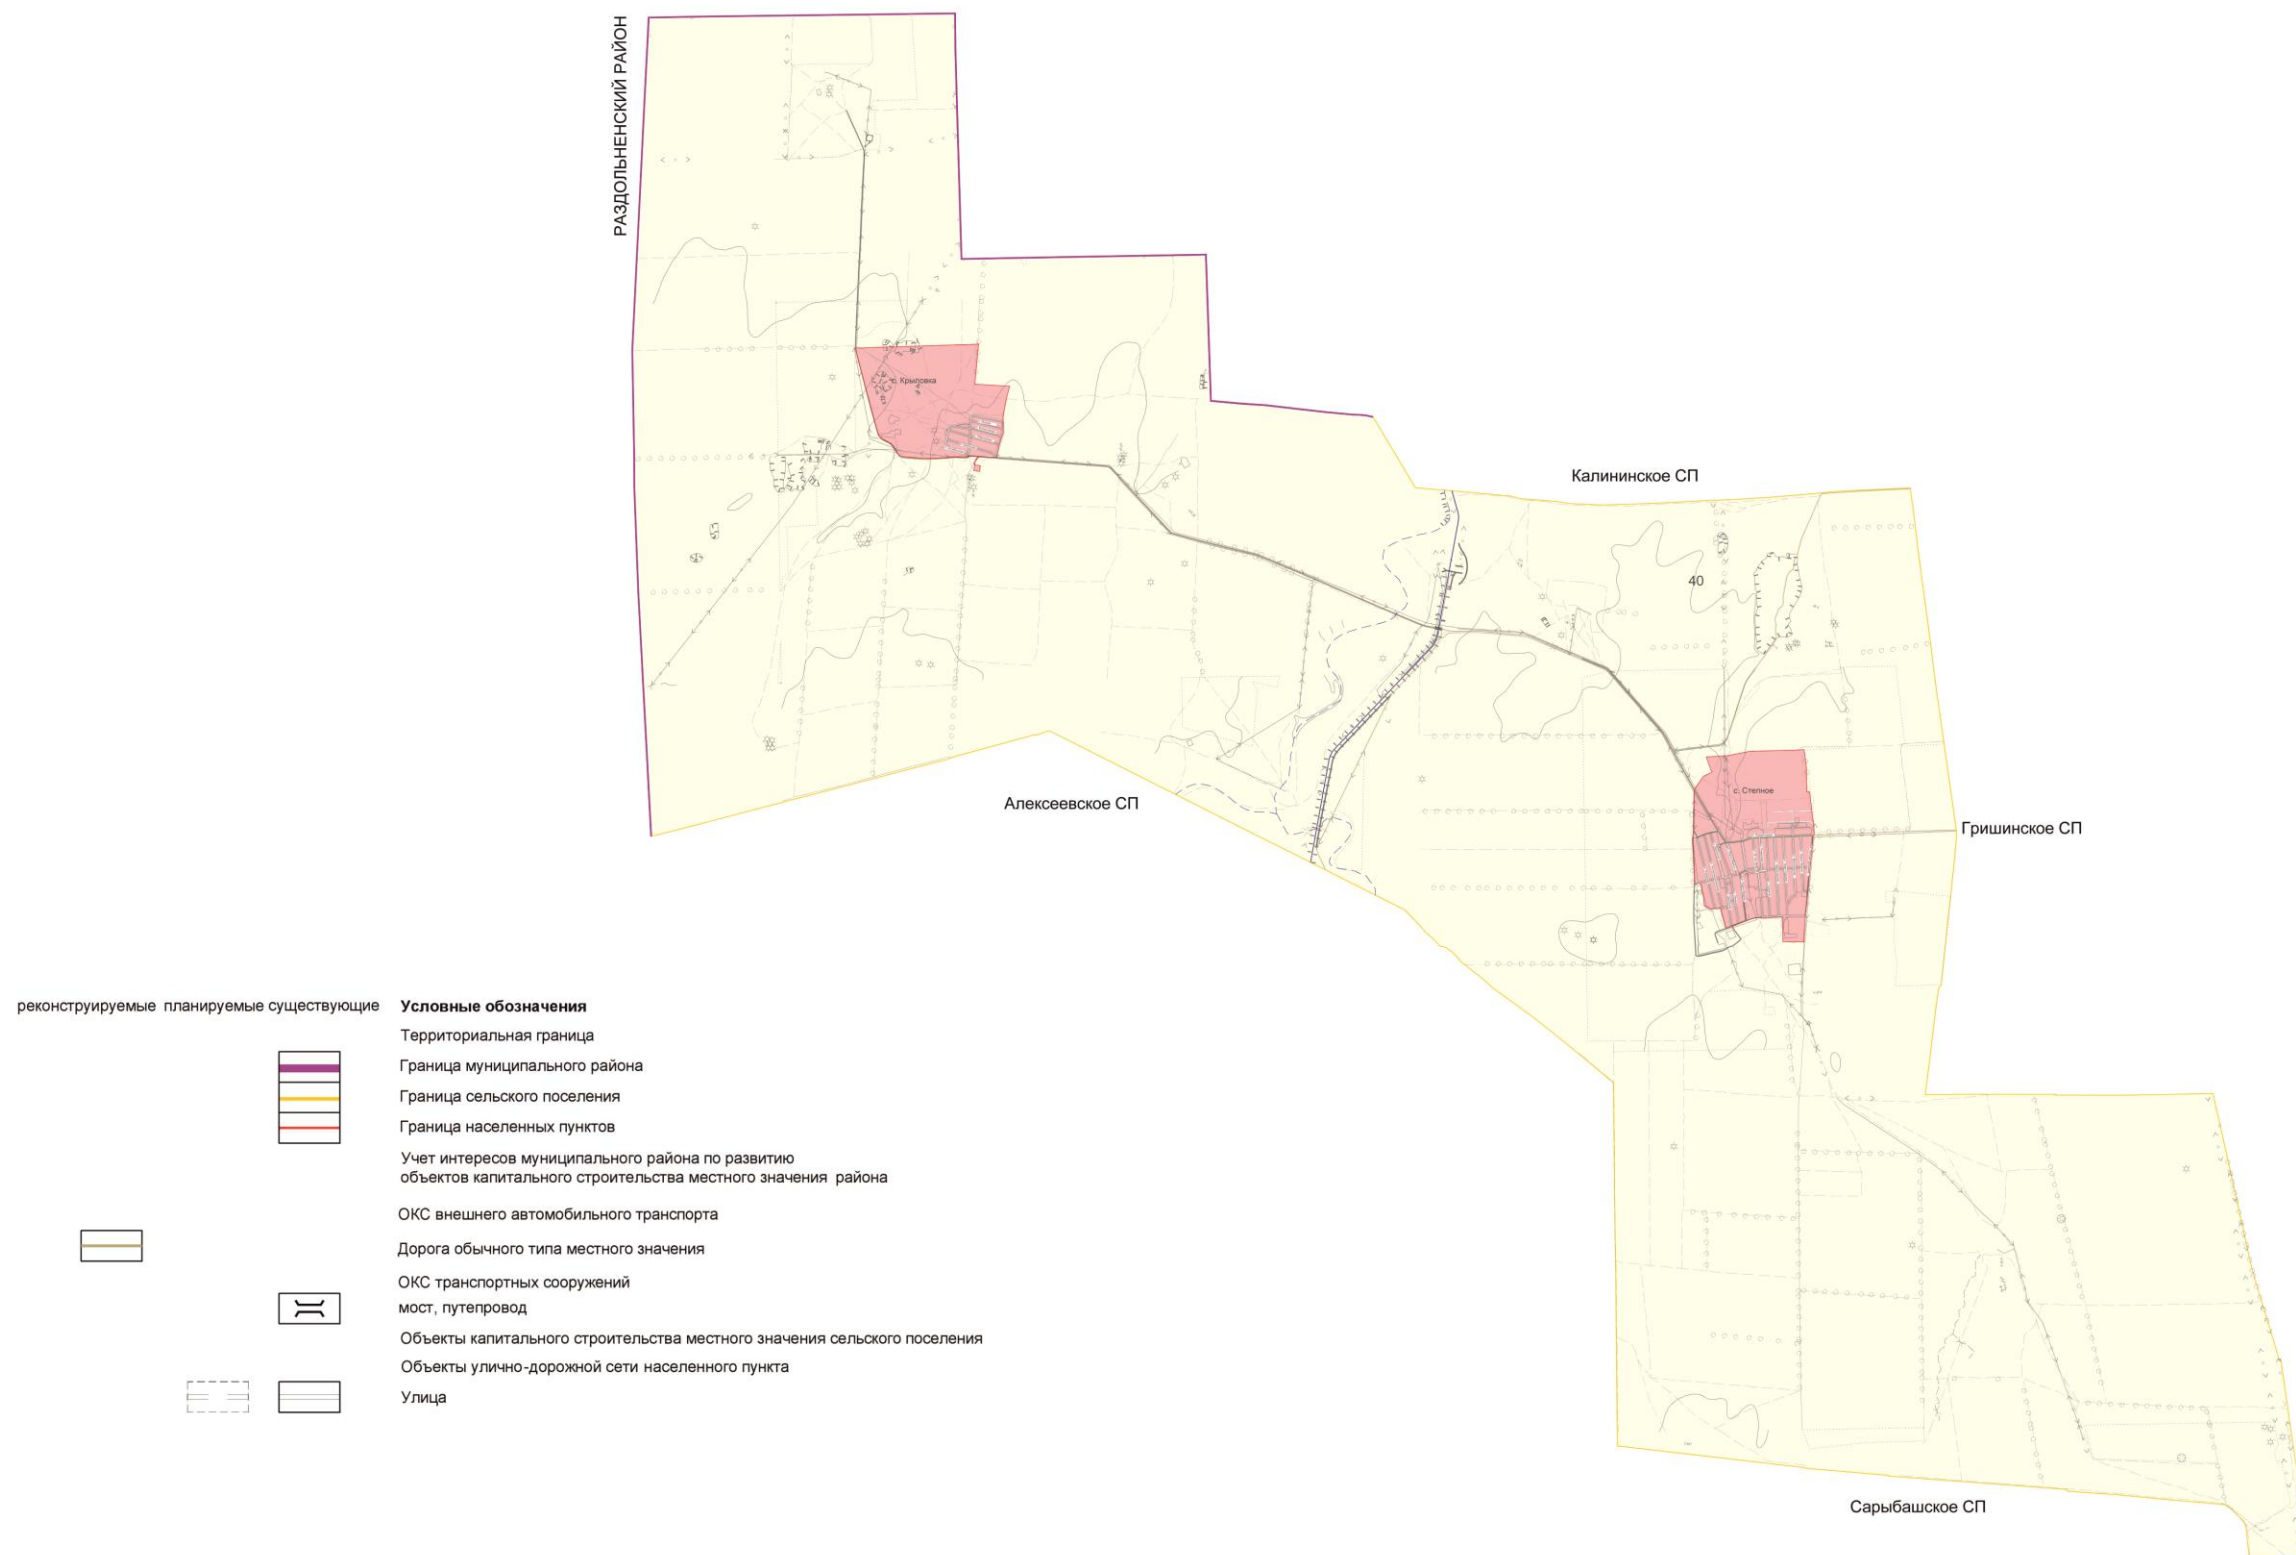 РАЗДОЛЬНЕНСКИЙ РАЙОН
с. Крыловка
Калининское СП
40
с. Степное
Алексеевское СП
Гришинское СП
реконструируемые планируемые существующие Условные обозначения
Территориальная граница
Граница муниципального района
Граница сельского поселения
Граница населенных пунктов
Учет интересов муниципального района по развитию
объектов капитального строительства местного значения района
ОКС внешнего автомобильного транспорта
Дорога обычного типа местного значения
ОКС транспортных сооружений
мост, путепровод
Объекты капитального строительства местного значения сельского поселения
Объекты улично-дорожной сети населенного пункта
Улица
Сарыбашское СП